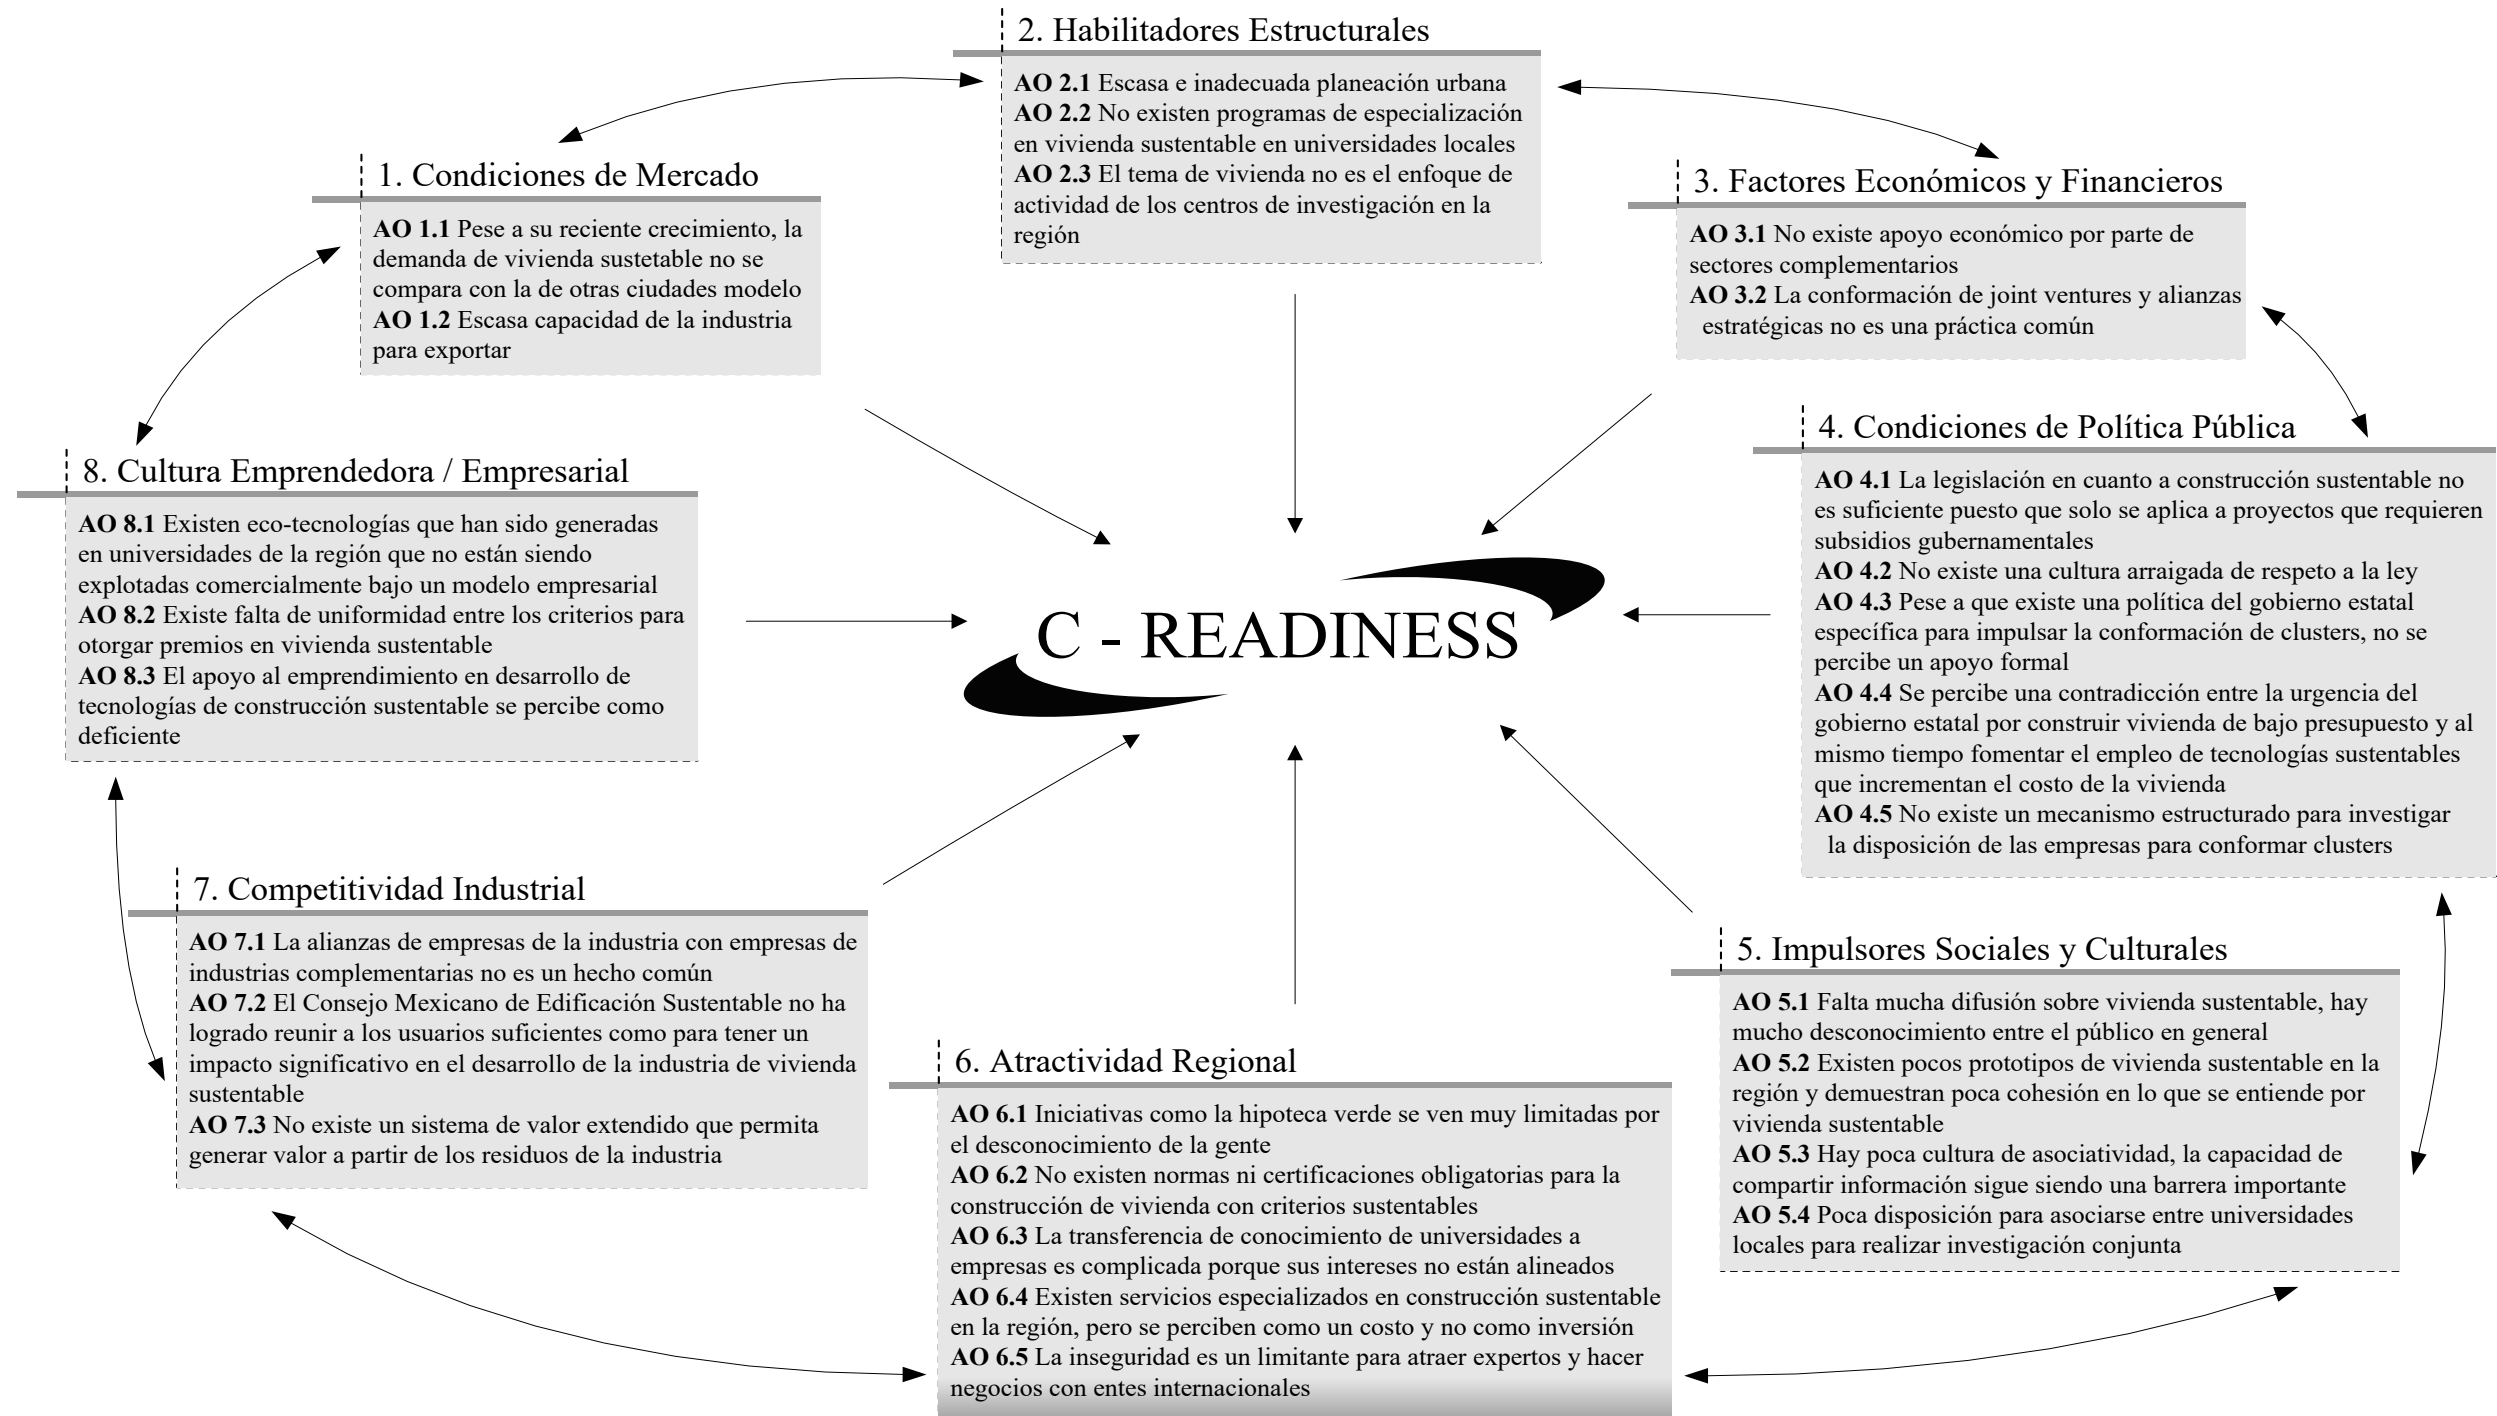 2. Habilitadores Estructurales
AO 2.1 Escasa e inadecuada planeación urbana
AO 2.2 No existen programas de especialización
en vivienda sustentable en universidades locales
AO 2.3 El tema de vivienda no es el enfoque de
actividad de los centros de investigación en la
región
1. Condiciones de Mercado
AO 1.1 Pese a su reciente crecimiento, la
demanda de vivienda sustetable no se
compara con la de otras ciudades modelo
AO 1.2 Escasa capacidad de la industria
para exportar
3. Factores Económicos y Financieros
AO 3.1 No existe apoyo económico por parte de
sectores complementarios
AO 3.2 La conformación de joint ventures y alianzas
estratégicas no es una práctica común
4. Condiciones de Política Pública
AO 4.1 La legislación en cuanto a construcción sustentable no
es suficiente puesto que solo se aplica a proyectos que requieren
subsidios gubernamentales
AO 4.2 No existe una cultura arraigada de respeto a la ley
AO 4.3 Pese a que existe una política del gobierno estatal
específica para impulsar la conformación de clusters, no se
percibe un apoyo formal
AO 4.4 Se percibe una contradicción entre la urgencia del
gobierno estatal por construir vivienda de bajo presupuesto y al
mismo tiempo fomentar el empleo de tecnologías sustentables
que incrementan el costo de la vivienda
AO 4.5 No existe un mecanismo estructurado para investigar
la disposición de las empresas para conformar clusters
8. Cultura Emprendedora / Empresarial
AO 8.1 Existen eco-tecnologías que han sido generadas
en universidades de la región que no están siendo
explotadas comercialmente bajo un modelo empresarial
AO 8.2 Existe falta de uniformidad entre los criterios para
otorgar premios en vivienda sustentable
AO 8.3 El apoyo al emprendimiento en desarrollo de
tecnologías de construcción sustentable se percibe como
deficiente
C - READINESS
7. Competitividad Industrial
AO 7.1 La alianzas de empresas de la industria con empresas de
industrias complementarias no es un hecho común
AO 7.2 El Consejo Mexicano de Edificación Sustentable no ha
logrado reunir a los usuarios suficientes como para tener un
impacto significativo en el desarrollo de la industria de vivienda
sustentable
AO 7.3 No existe un sistema de valor extendido que permita
generar valor a partir de los residuos de la industria
5. Impulsores Sociales y Culturales
AO 5.1 Falta mucha difusión sobre vivienda sustentable, hay
mucho desconocimiento entre el público en general
AO 5.2 Existen pocos prototipos de vivienda sustentable en la
región y demuestran poca cohesión en lo que se entiende por
vivienda sustentable
AO 5.3 Hay poca cultura de asociatividad, la capacidad de
compartir información sigue siendo una barrera importante
AO 5.4 Poca disposición para asociarse entre universidades
locales para realizar investigación conjunta
6. Atractividad Regional
AO 6.1 Iniciativas como la hipoteca verde se ven muy limitadas por
el desconocimiento de la gente
AO 6.2 No existen normas ni certificaciones obligatorias para la
construcción de vivienda con criterios sustentables
AO 6.3 La transferencia de conocimiento de universidades a
empresas es complicada porque sus intereses no están alineados
AO 6.4 Existen servicios especializados en construcción sustentable
en la región, pero se perciben como un costo y no como inversión
AO 6.5 La inseguridad es un limitante para atraer expertos y hacer
negocios con entes internacionales